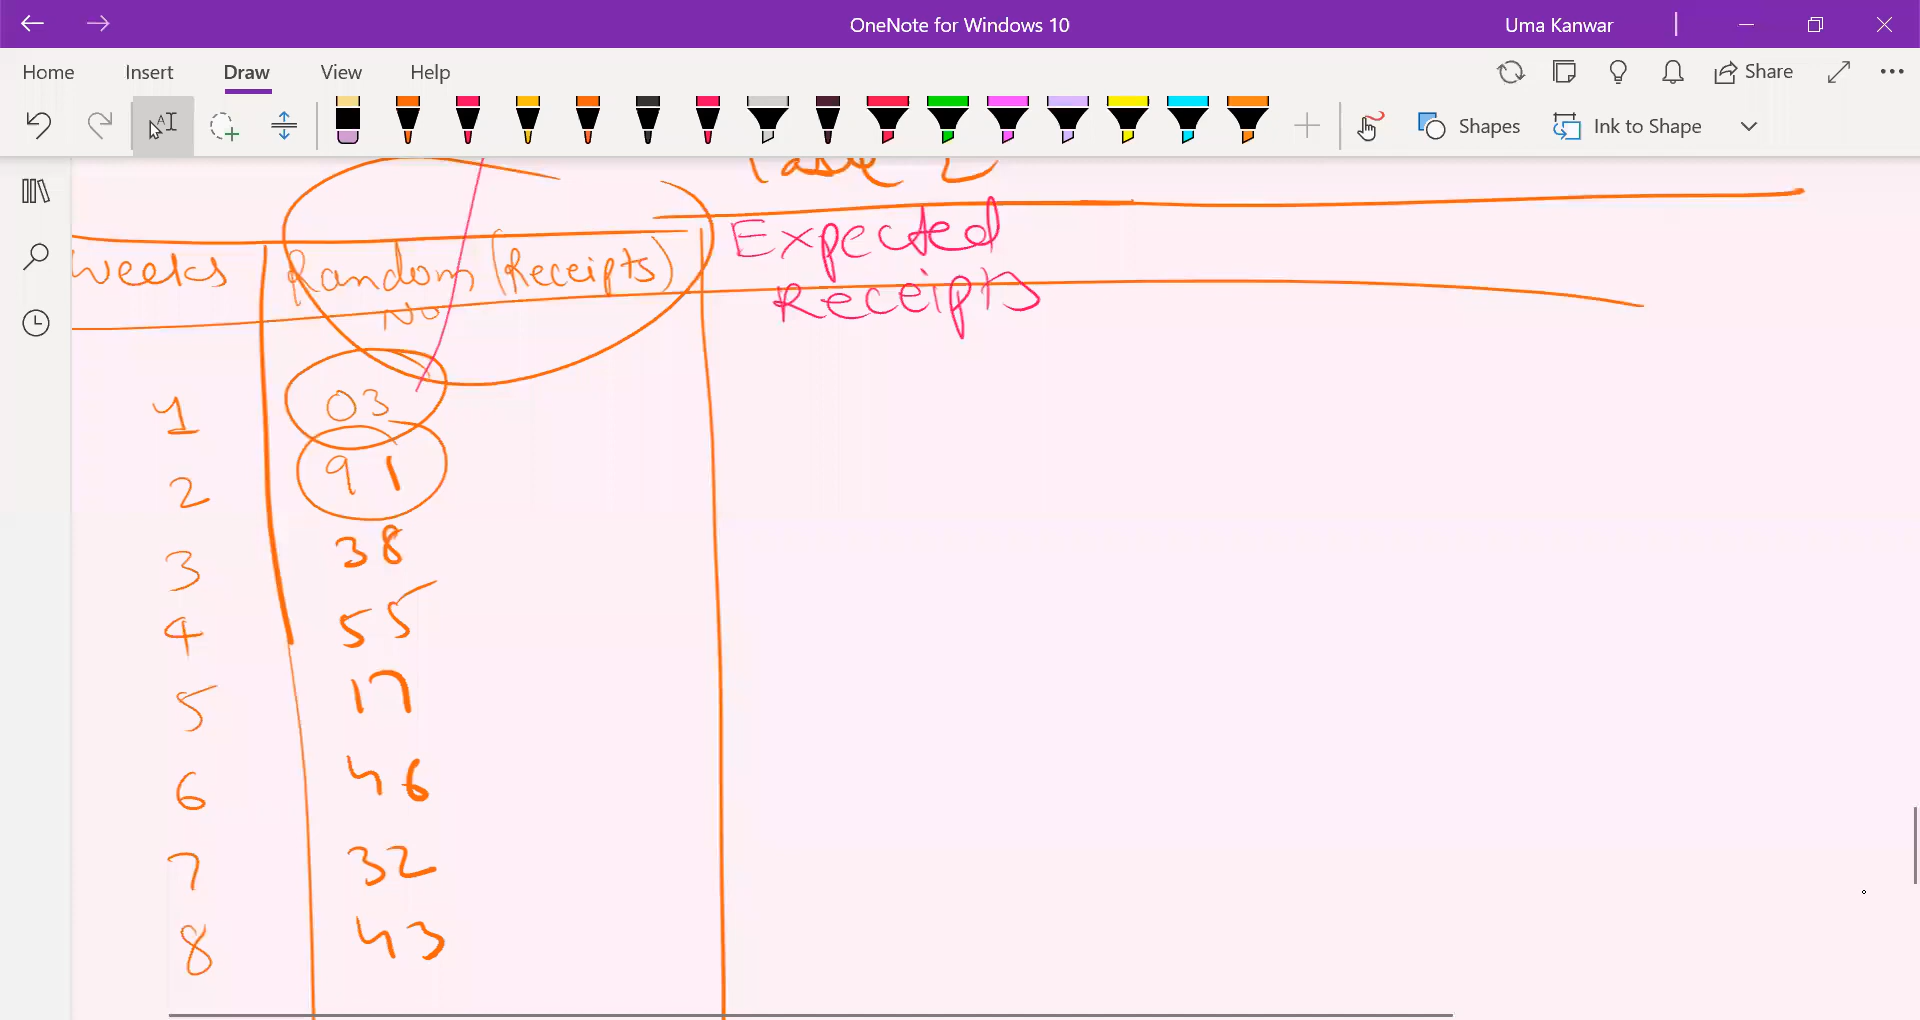 OneNote for Windows 10
Uma Kanwar
Home Insert Draw View Help
Share
Shapes
Ink to Shape
Table 2
weeks Random (Receipts) Expected
No Receipts
1 03
2 91
3 38
4 55
5 17
6 46
7 32
8 43